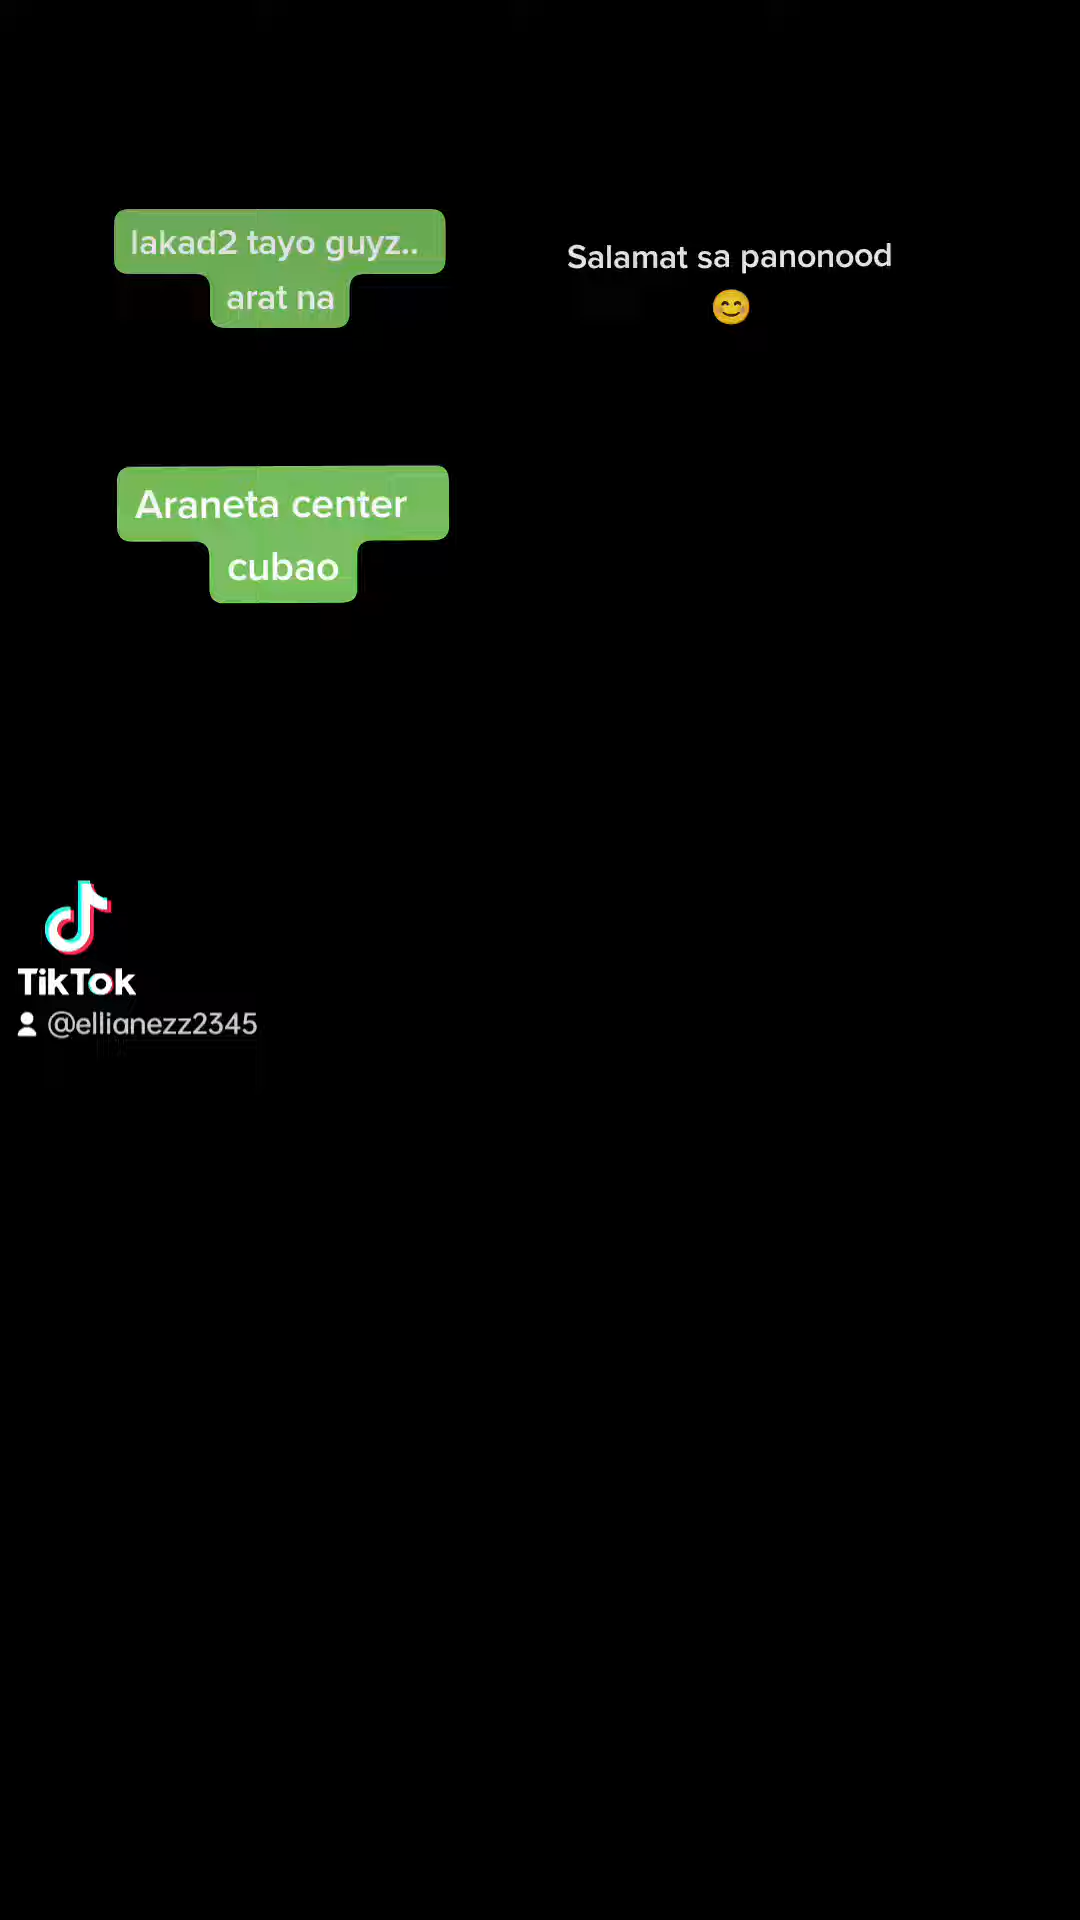 lakad2 tayo guyz..
arat na
Salamat sa panonood
😊
Araneta center
cubao
TikTok
@ellianezz2345